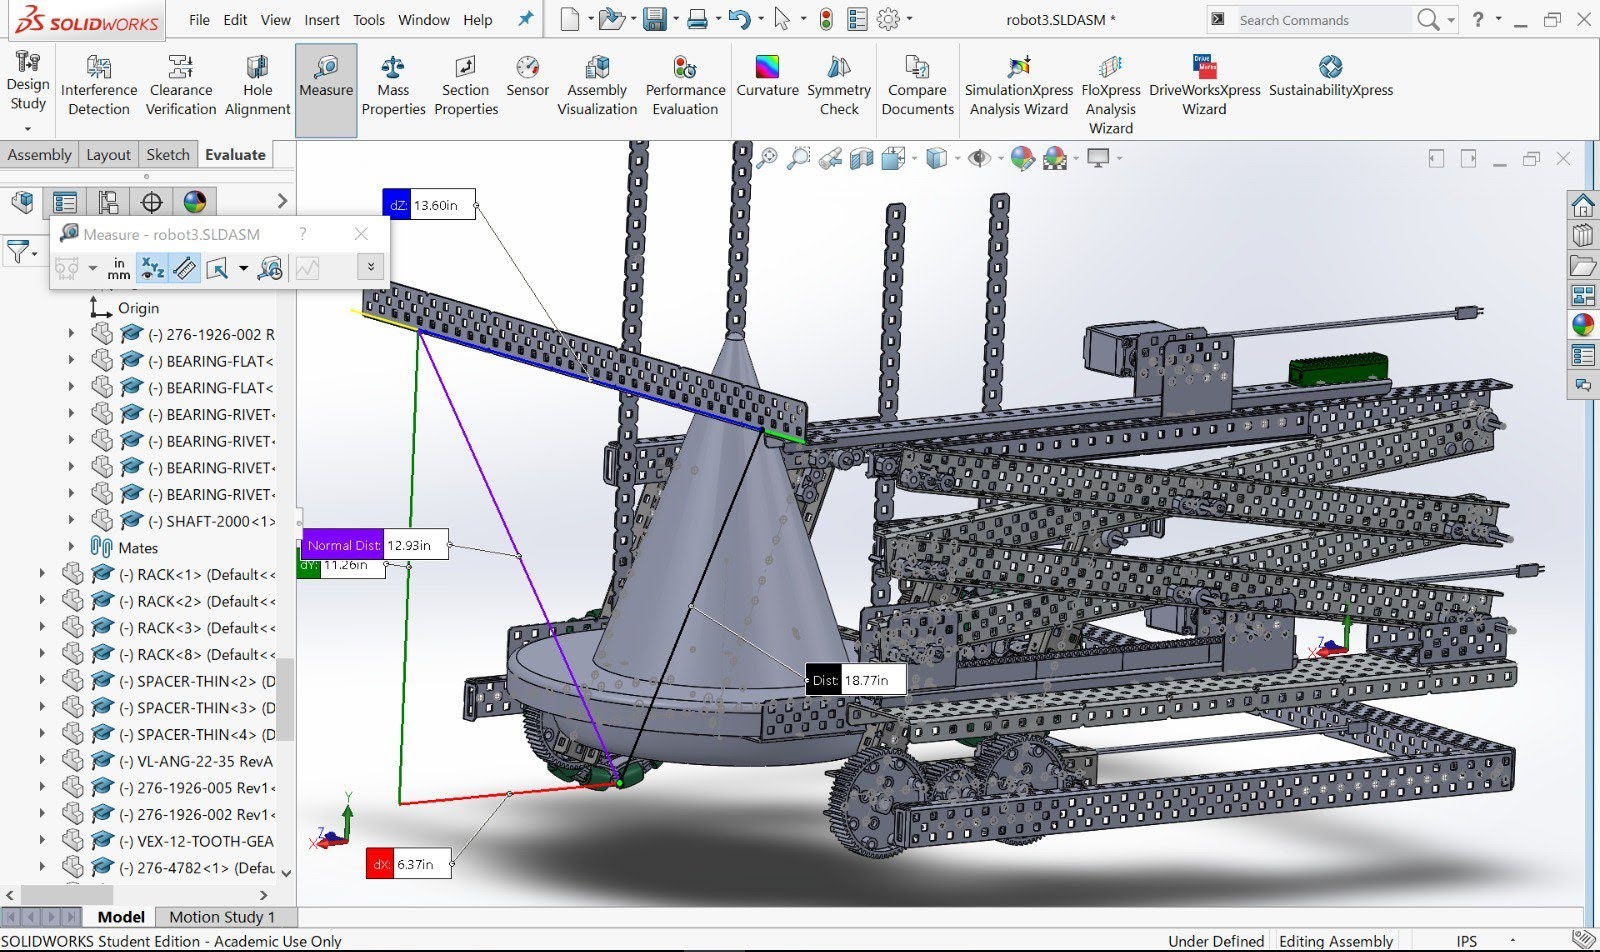 SOLIDWORKS File Edit View Insert Tools Window Help robot3.SLDASM * Search Commands ?
Design Study
Interference Detection
Clearance Verification
Hole Alignment
Measure
Mass Properties
Section Properties
Sensor
Assembly Visualization
Performance Evaluation
Curvature
Symmetry Check
Compare Documents
SimulationXpress Analysis Wizard
FloXpress Analysis Wizard
DriveWorksXpress Wizard
SustainabilityXpress
Assembly Layout Sketch Evaluate
Measure - robot3.SLDASM ?
in
mm
XYZ
Origin
(-) 276-1926-002 R
(-) BEARING-FLAT<
(-) BEARING-FLAT<
(-) BEARING-RIVET<
(-) BEARING-RIVET<
(-) BEARING-RIVET<
(-) BEARING-RIVET<
(-) SHAFT-2000<1>
Mates
(-) RACK<1> (Default<<
(-) RACK<2> (Default<<
(-) RACK<3> (Default<<
(-) RACK<8> (Default<<
(-) SPACER-THIN<2> (D
(-) SPACER-THIN<3> (D
(-) SPACER-THIN<4> (D
(-) VL-ANG-22-35 RevA
(-) 276-1926-005 Rev1<
(-) 276-1926-002 Rev1<
(-) VEX-12-TOOTH-GEA
(-) 276-4782<1> (Defau
dZ: 13.60in
Normal Dist: 12.93in
dY: 11.26in
Dist: 18.77in
dX: 6.37in
Y
Z
X
Z
X
Model Motion Study 1
SOLIDWORKS Student Edition - Academic Use Only Under Defined Editing Assembly IPS